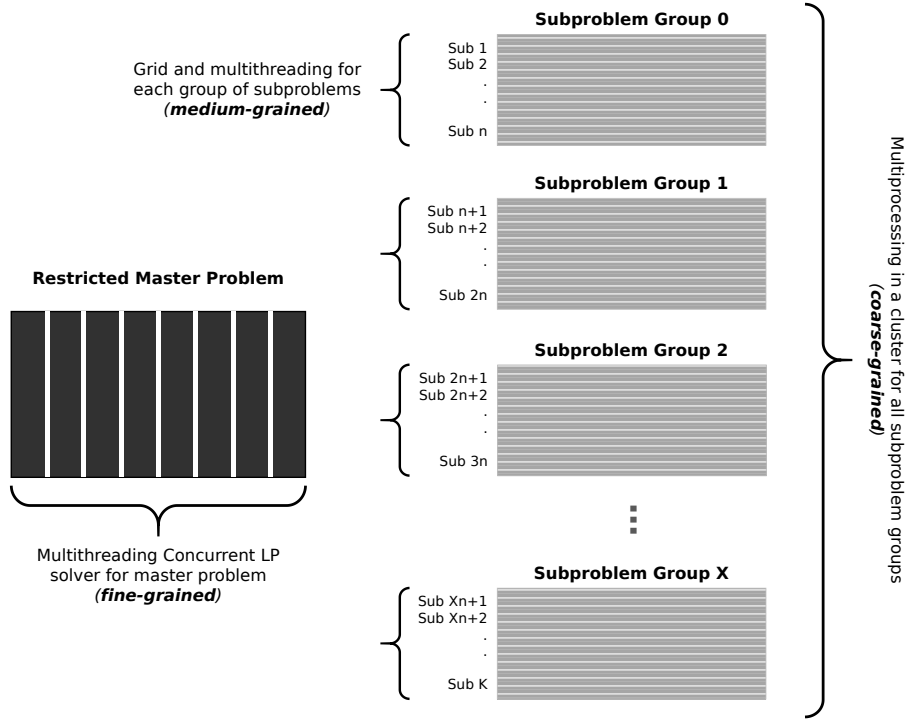 Subproblem Group 0
Sub 1
Sub 2
.
.
Sub n
Grid and multithreading for
each group of subproblems
(medium-grained)
Subproblem Group 1
Sub n+1
Sub n+2
.
.
Sub 2n
Restricted Master Problem
Subproblem Group 2
Sub 2n+1
Sub 2n+2
.
.
Sub 3n
Multithreading Concurrent LP
solver for master problem
(fine-grained)
Subproblem Group X
Sub Xn+1
Sub Xn+2
.
.
Sub K
Multiprocessing in a cluster for all subproblem groups
(coarse-grained)